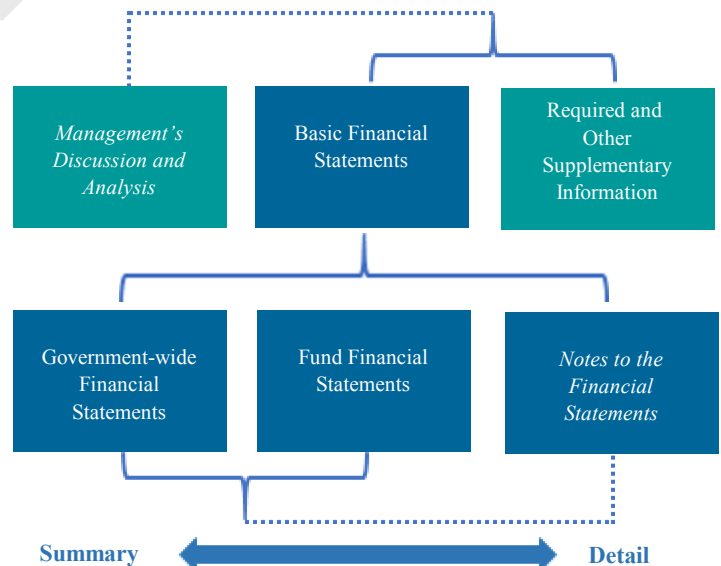 Management’s
Discussion and
Analysis
Basic Financial
Statements
Required and
Other
Supplementary
Information
Government-wide
Financial
Statements
Fund Financial
Statements
Notes to the
Financial
Statements
Summary
Detail